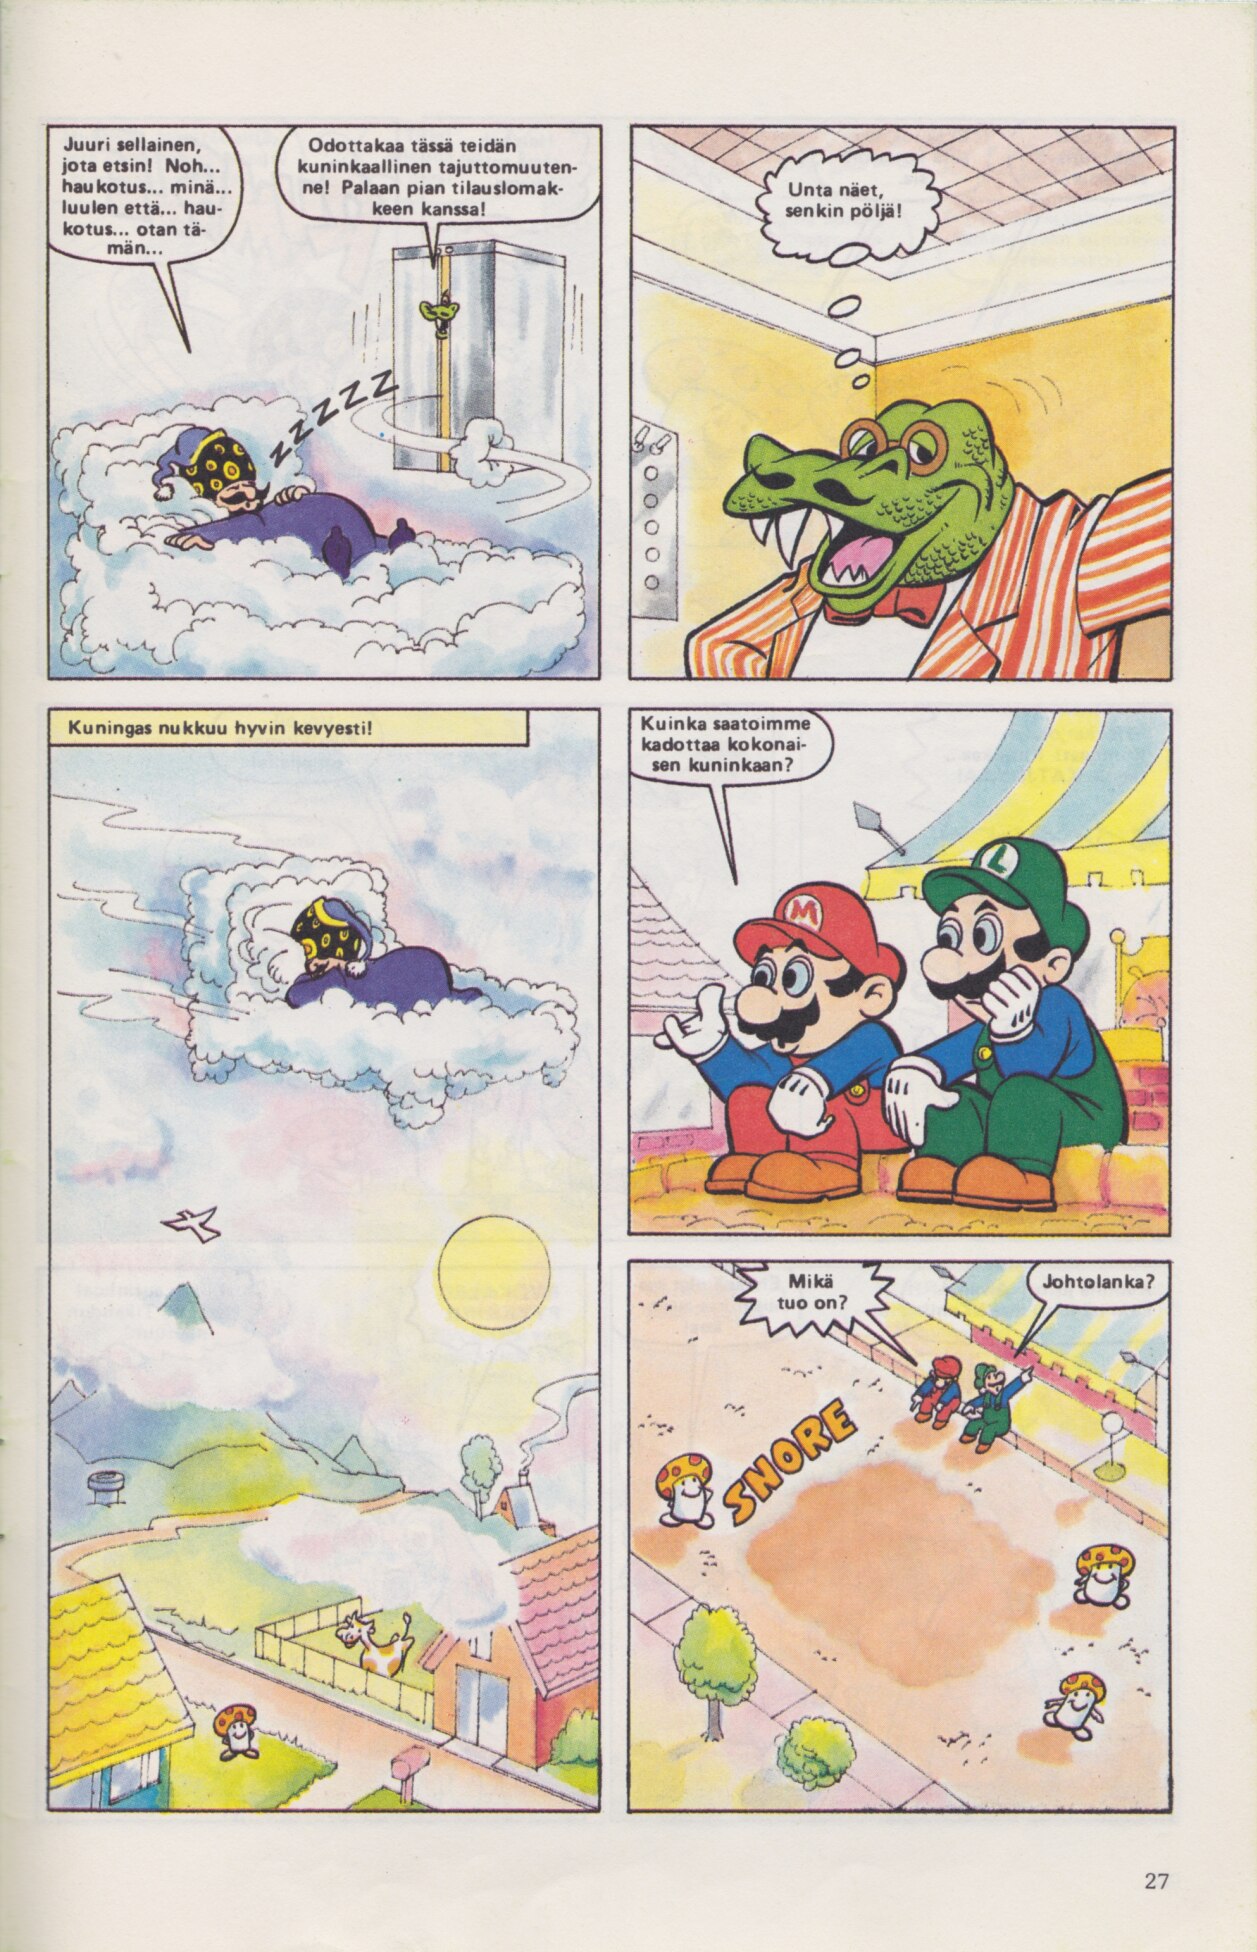 Juuri sellainen,
jota etsin! Noh...
haukotus... minä...
luulen että... hau-
kotus... otan tä-
män...
Odottakaa tässä teidän
kuninkaallinen tajuttomuuten-
ne! Palaan pian tilauslomak-
keen kanssa!
ZZZZZ
Unta näet,
senkin pöljä!
Kuningas nukkuu hyvin kevyesti!
Kuinka saatoimme
kadottaa kokonai-
sen kuninkaan?
M
L
Mikä
tuo on?
Johtolanka?
SNORE
27